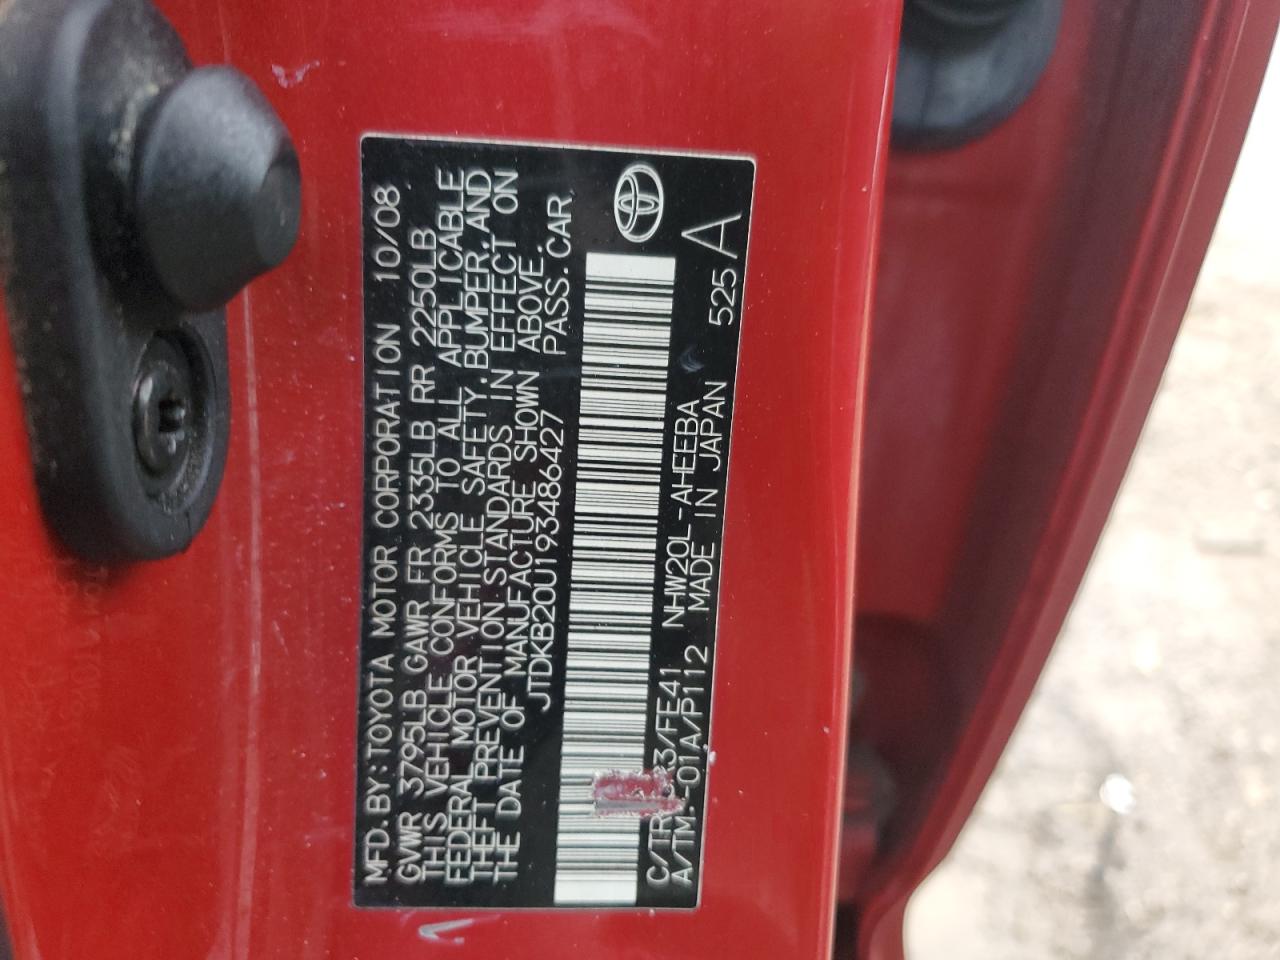 MFD. BY: TOYOTA MOTOR CORPORATION 10/08
GVWR 3795LB GAWR FR 2335LB RR 2250LB
THIS VEHICLE CONFORMS TO ALL APPLICABLE
FEDERAL MOTOR VEHICLE SAFETY, BUMPER, AND
THEFT PREVENTION STANDARDS IN EFFECT ON
THE DATE OF MANUFACTURE SHOWN ABOVE.
JTDKB20U193486427 PASS. CAR
C/TR: 3/FE41 NHW20L-AHEEBA
A/TM:-01A/P112 MADE IN JAPAN 525 A